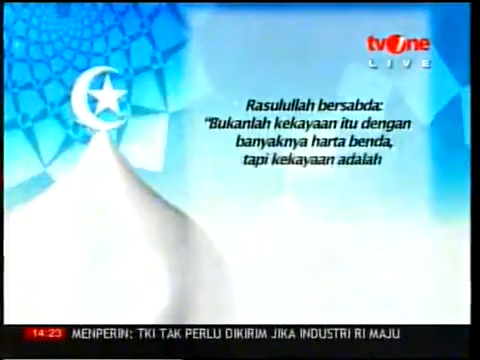 tvOne
LIVE
Rasulullah bersabda:
"Bukanlah kekayaan itu dengan
banyaknya harta benda,
tapi kekayaan adalah
14:23 MENPERIN: TKI TAK PERLU DIKIRIM JIKA INDUSTRI RI MAJU